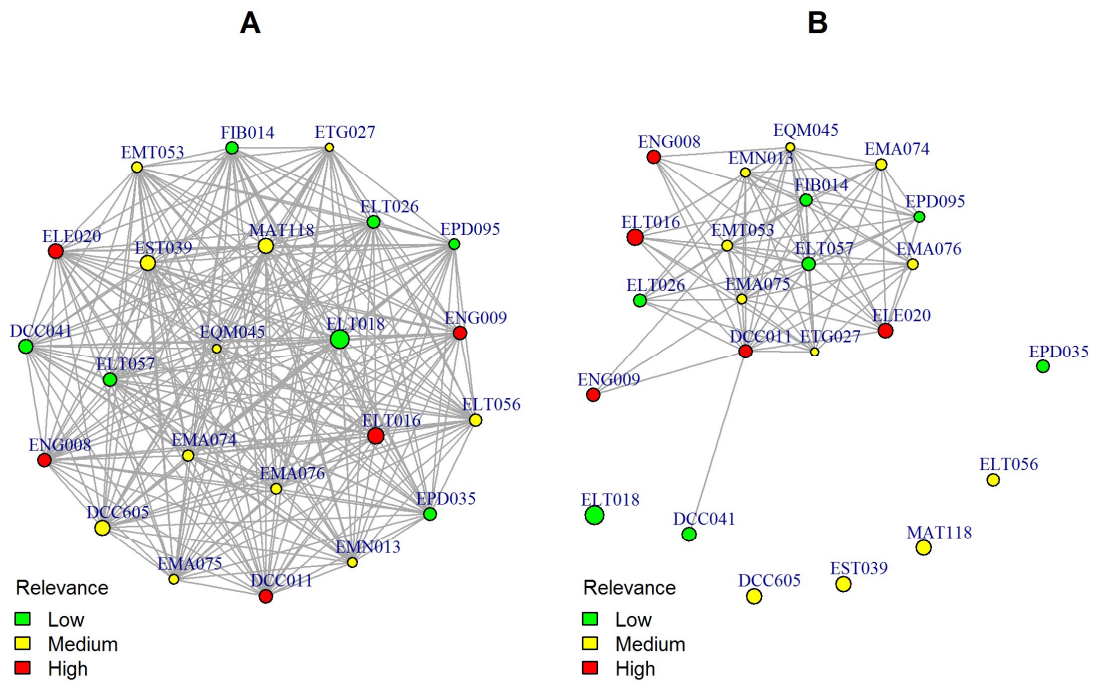 A
FIB014
ETG027
EMT053
ELT026
EPD095
ELE020
EST039
MAT118
DCC041
EQM045
ELT018
ENG009
ELT057
ELT056
ELT016
ENG008
EMA074
EMA076
EPD035
DCC605
EMN013
EMA075
DCC011
Relevance
Low
Medium
High
B
EQM045
ENG008
EMN013
EMA074
FIB014
EPD095
ELT016
EMT053
ELT057
EMA076
ELT026
EMA075
ELE020
DCC011
ETG027
EPD035
ENG009
ELT056
ELT018
DCC041
MAT118
EST039
DCC605
Relevance
Low
Medium
High